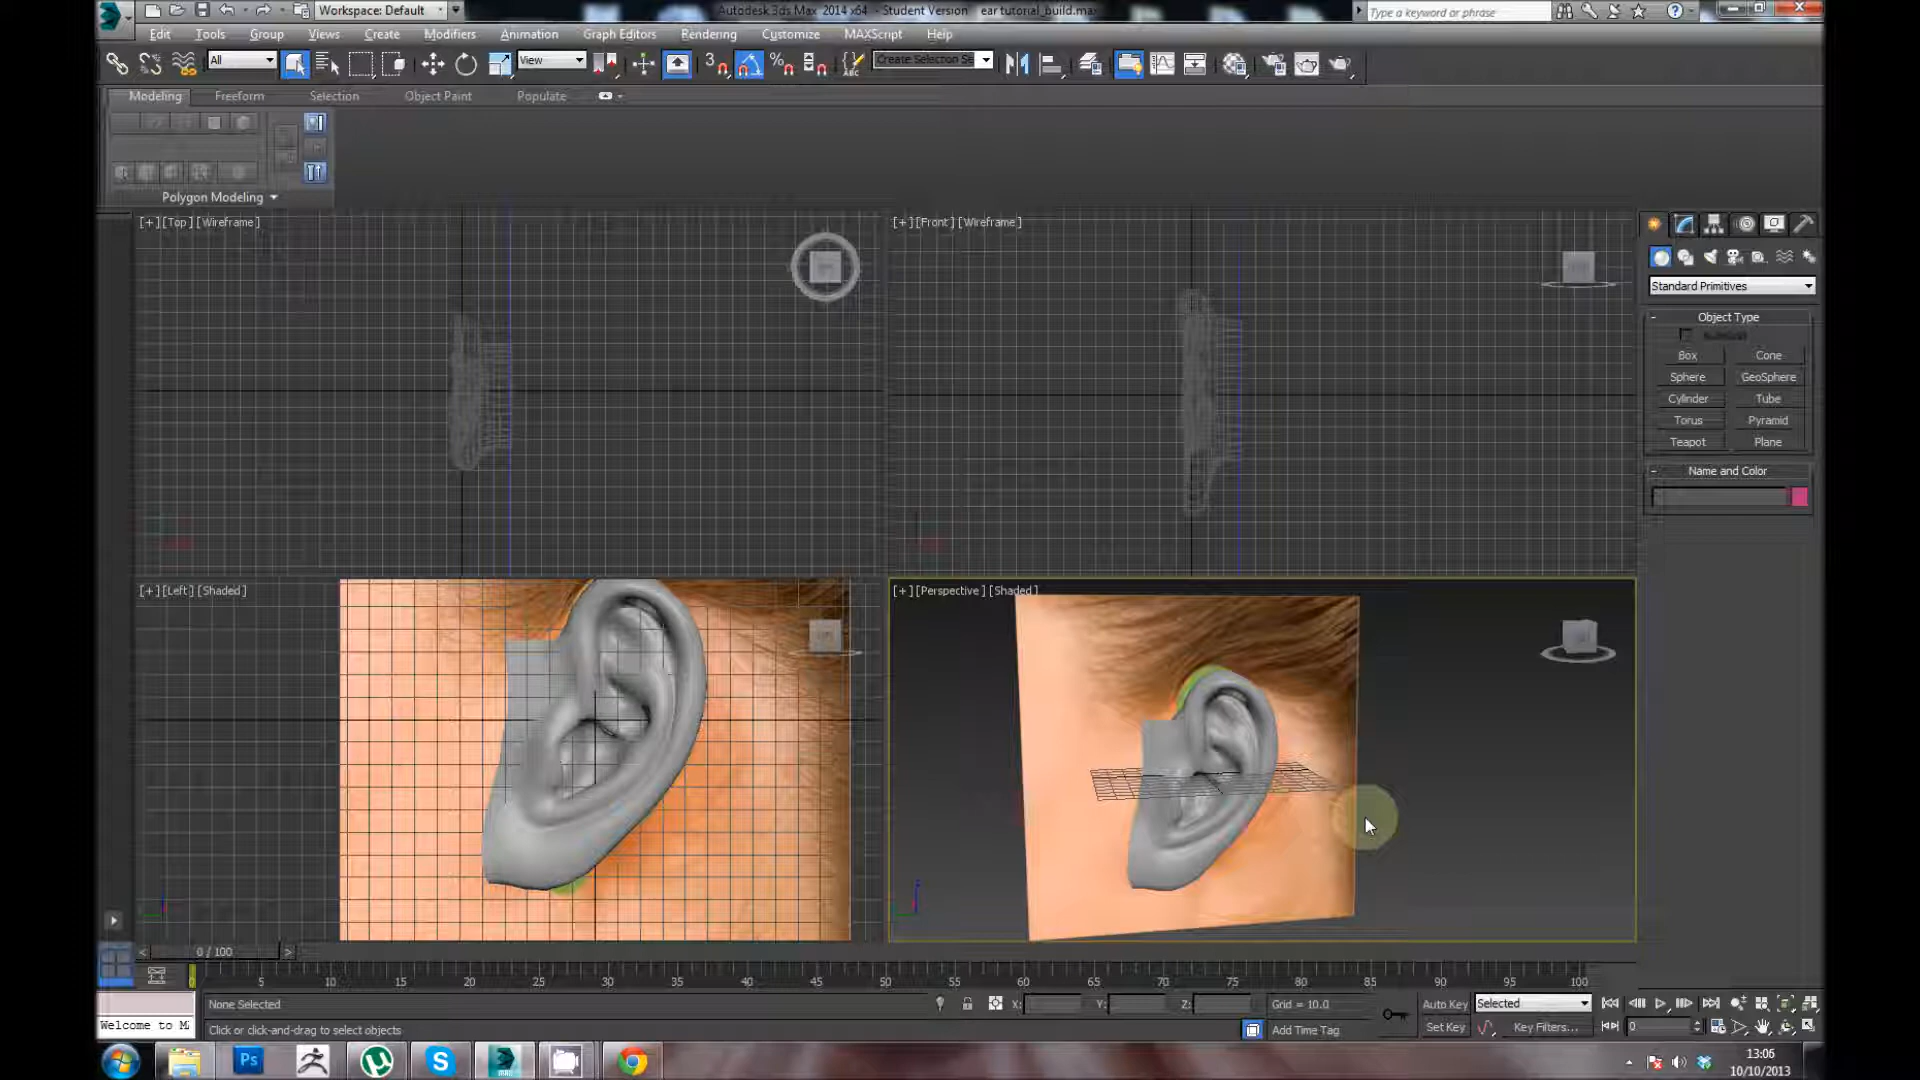 Workspace: Default
Autodesk 3ds Max 2014 x64 - Student Version ear tutorial_build.max
Type a keyword or phrase
Edit Tools Group Views Create Modifiers Animation Graph Editors Rendering Customize MAXScript Help
All
View
3
Create Selection Se
Modeling Freeform Selection Object Paint Populate
Polygon Modeling
[+] [Top] [Wireframe]
[+] [Front] [Wireframe]
Standard Primitives
Object Type
Box Cone
Sphere GeoSphere
Cylinder Tube
Torus Pyramid
Teapot Plane
Name and Color
[+] [Left] [Shaded]
[+] [Perspective] [Shaded]
0 / 100
5 10 15 20 25 30 35 40 45 50 55 60 65 70 75 80 85 90 95 100
None Selected
X: Y: Z: Grid = 10.0
Auto Key Selected
Welcome to M
Click or click-and-drag to select objects
Add Time Tag
Set Key Key Filters...
0
Ps
13:06
10/10/2013